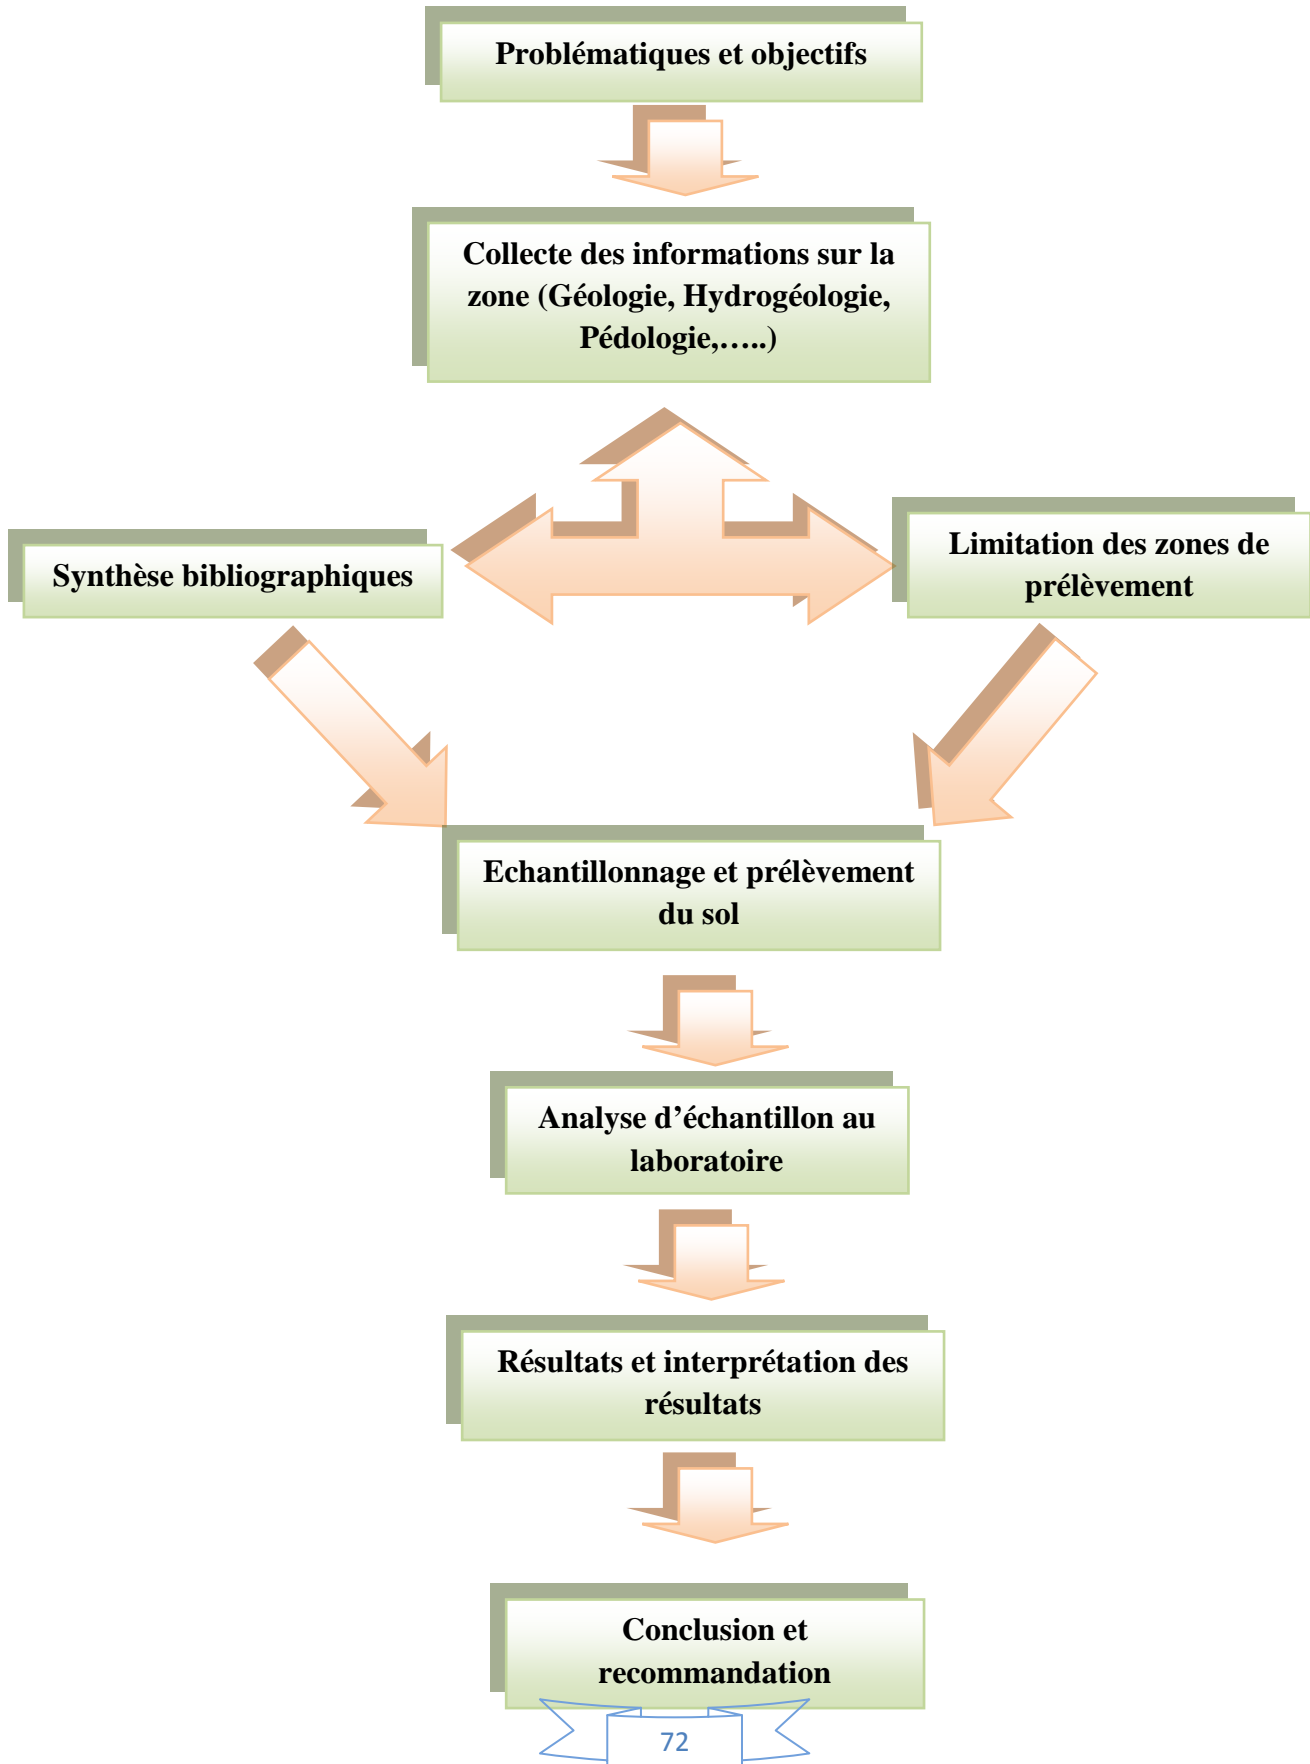 Problématiques et objectifs
Collecte des informations sur la
zone (Géologie, Hydrogéologie,
Pédologie,…..)
Synthèse bibliographiques
Limitation des zones de
prélèvement
Echantillonnage et prélèvement
du sol
Analyse d’échantillon au
laboratoire
Résultats et interprétation des
résultats
Conclusion et
recommandation
72